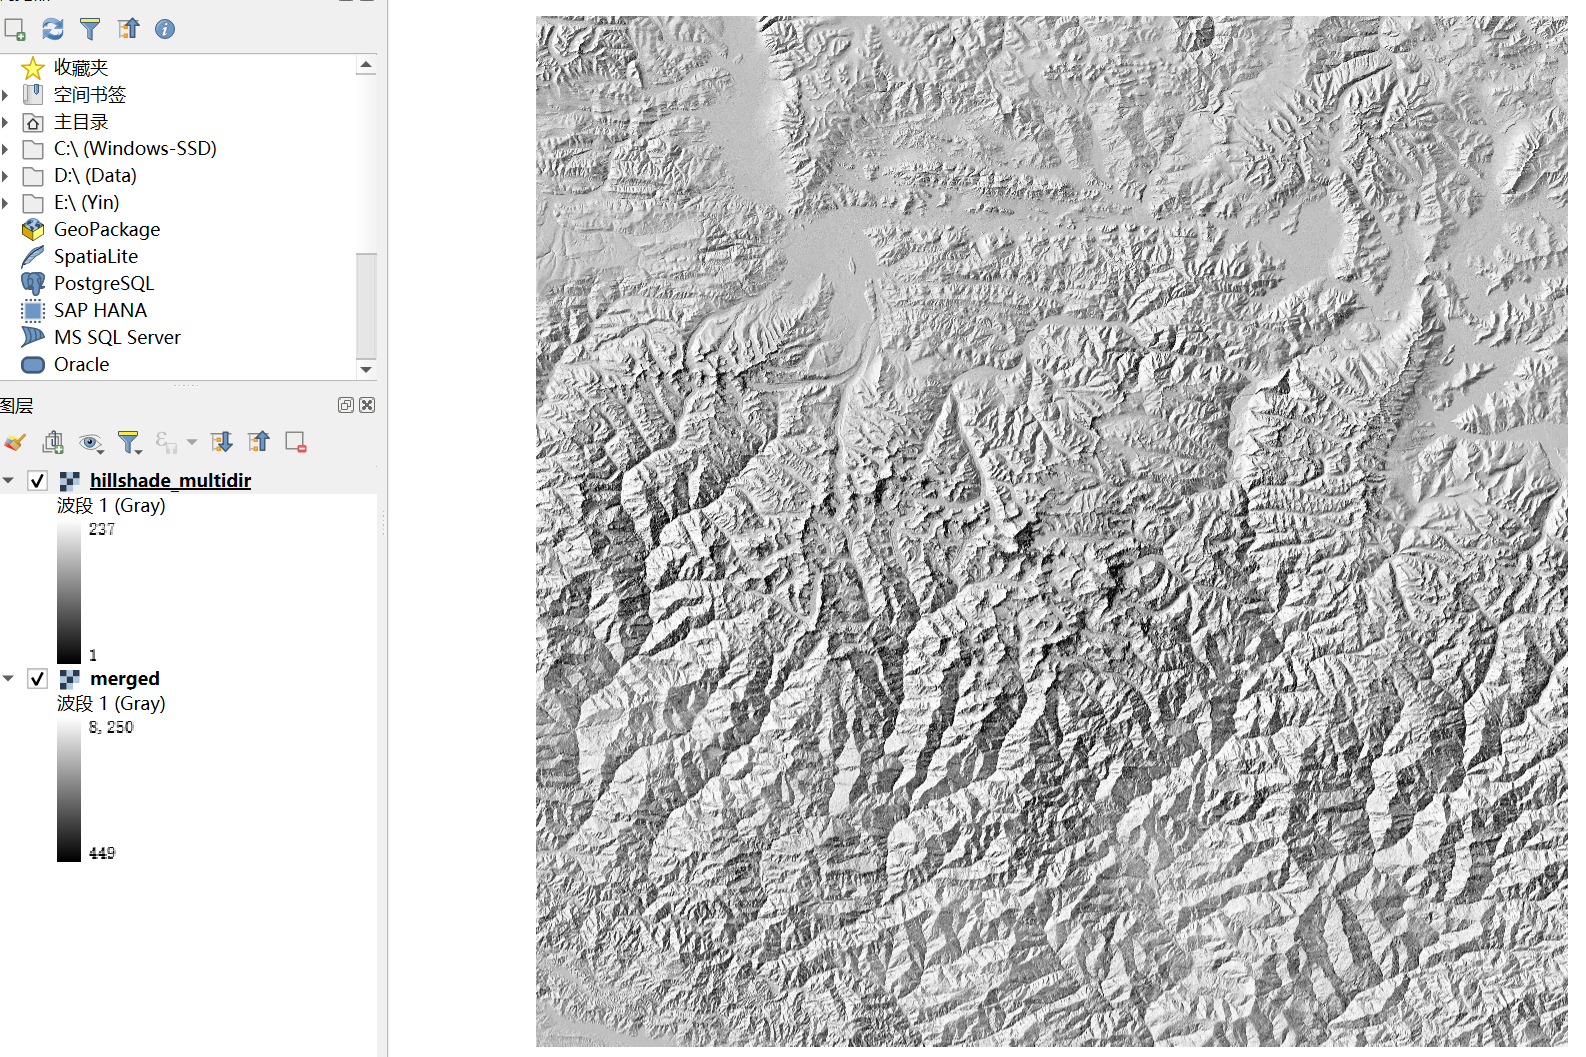 收藏夹
空间书签
主目录
C:\ (Windows-SSD)
D:\ (Data)
E:\ (Yin)
GeoPackage
SpatiaLite
PostgreSQL
SAP HANA
MS SQL Server
Oracle
图层
hillshade_multidir
波段 1 (Gray)
237
1
merged
波段 1 (Gray)
8, 250
449